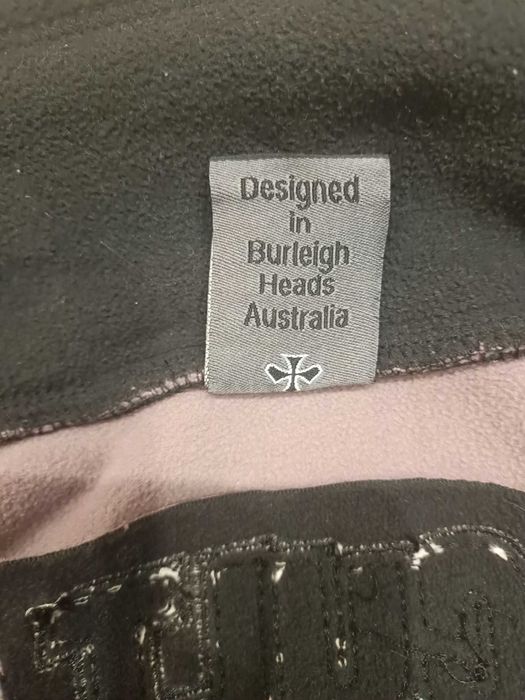 Designed
in
Burleigh
Heads
Australia